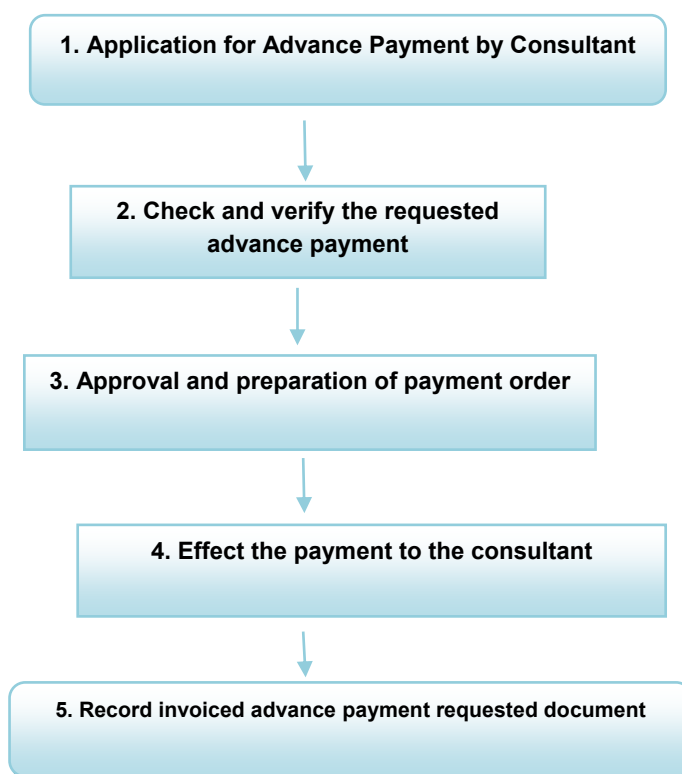 1. Application for Advance Payment by Consultant
2. Check and verify the requested
advance payment
3. Approval and preparation of payment order
4. Effect the payment to the consultant
5. Record invoiced advance payment requested document